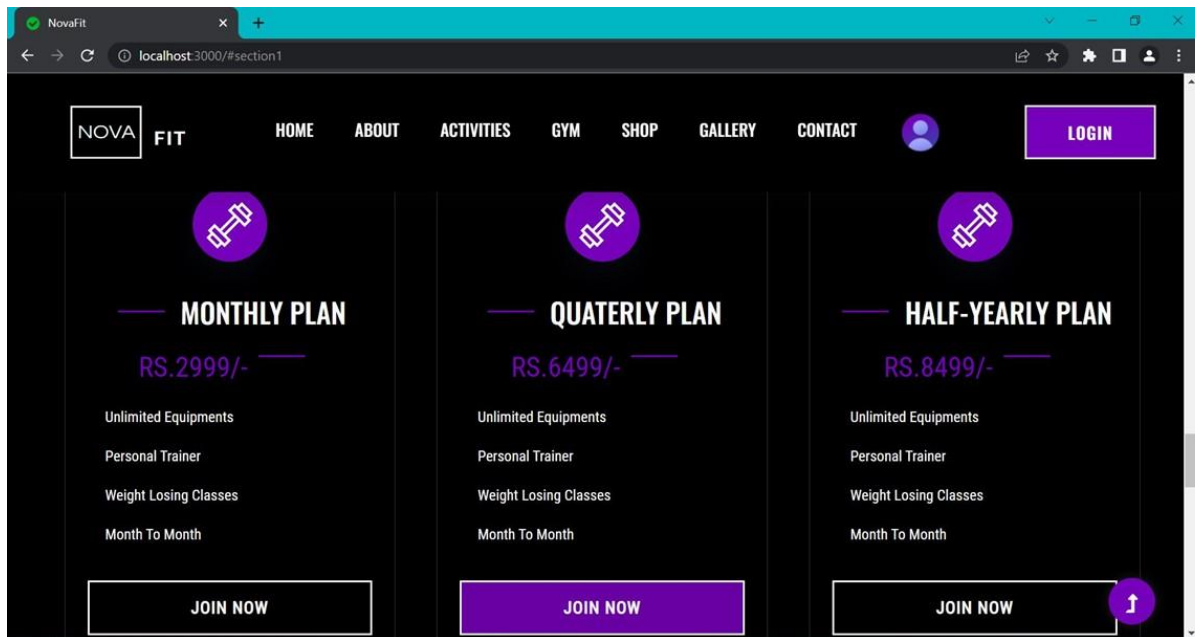 NovaFit
localhost:3000/#section1
NOVA FIT HOME ABOUT ACTIVITIES GYM SHOP GALLERY CONTACT LOGIN
MONTHLY PLAN
RS.2999/-
Unlimited Equipments
Personal Trainer
Weight Losing Classes
Month To Month
JOIN NOW
QUATERLY PLAN
RS.6499/-
Unlimited Equipments
Personal Trainer
Weight Losing Classes
Month To Month
JOIN NOW
HALF-YEARLY PLAN
RS.8499/-
Unlimited Equipments
Personal Trainer
Weight Losing Classes
Month To Month
JOIN NOW